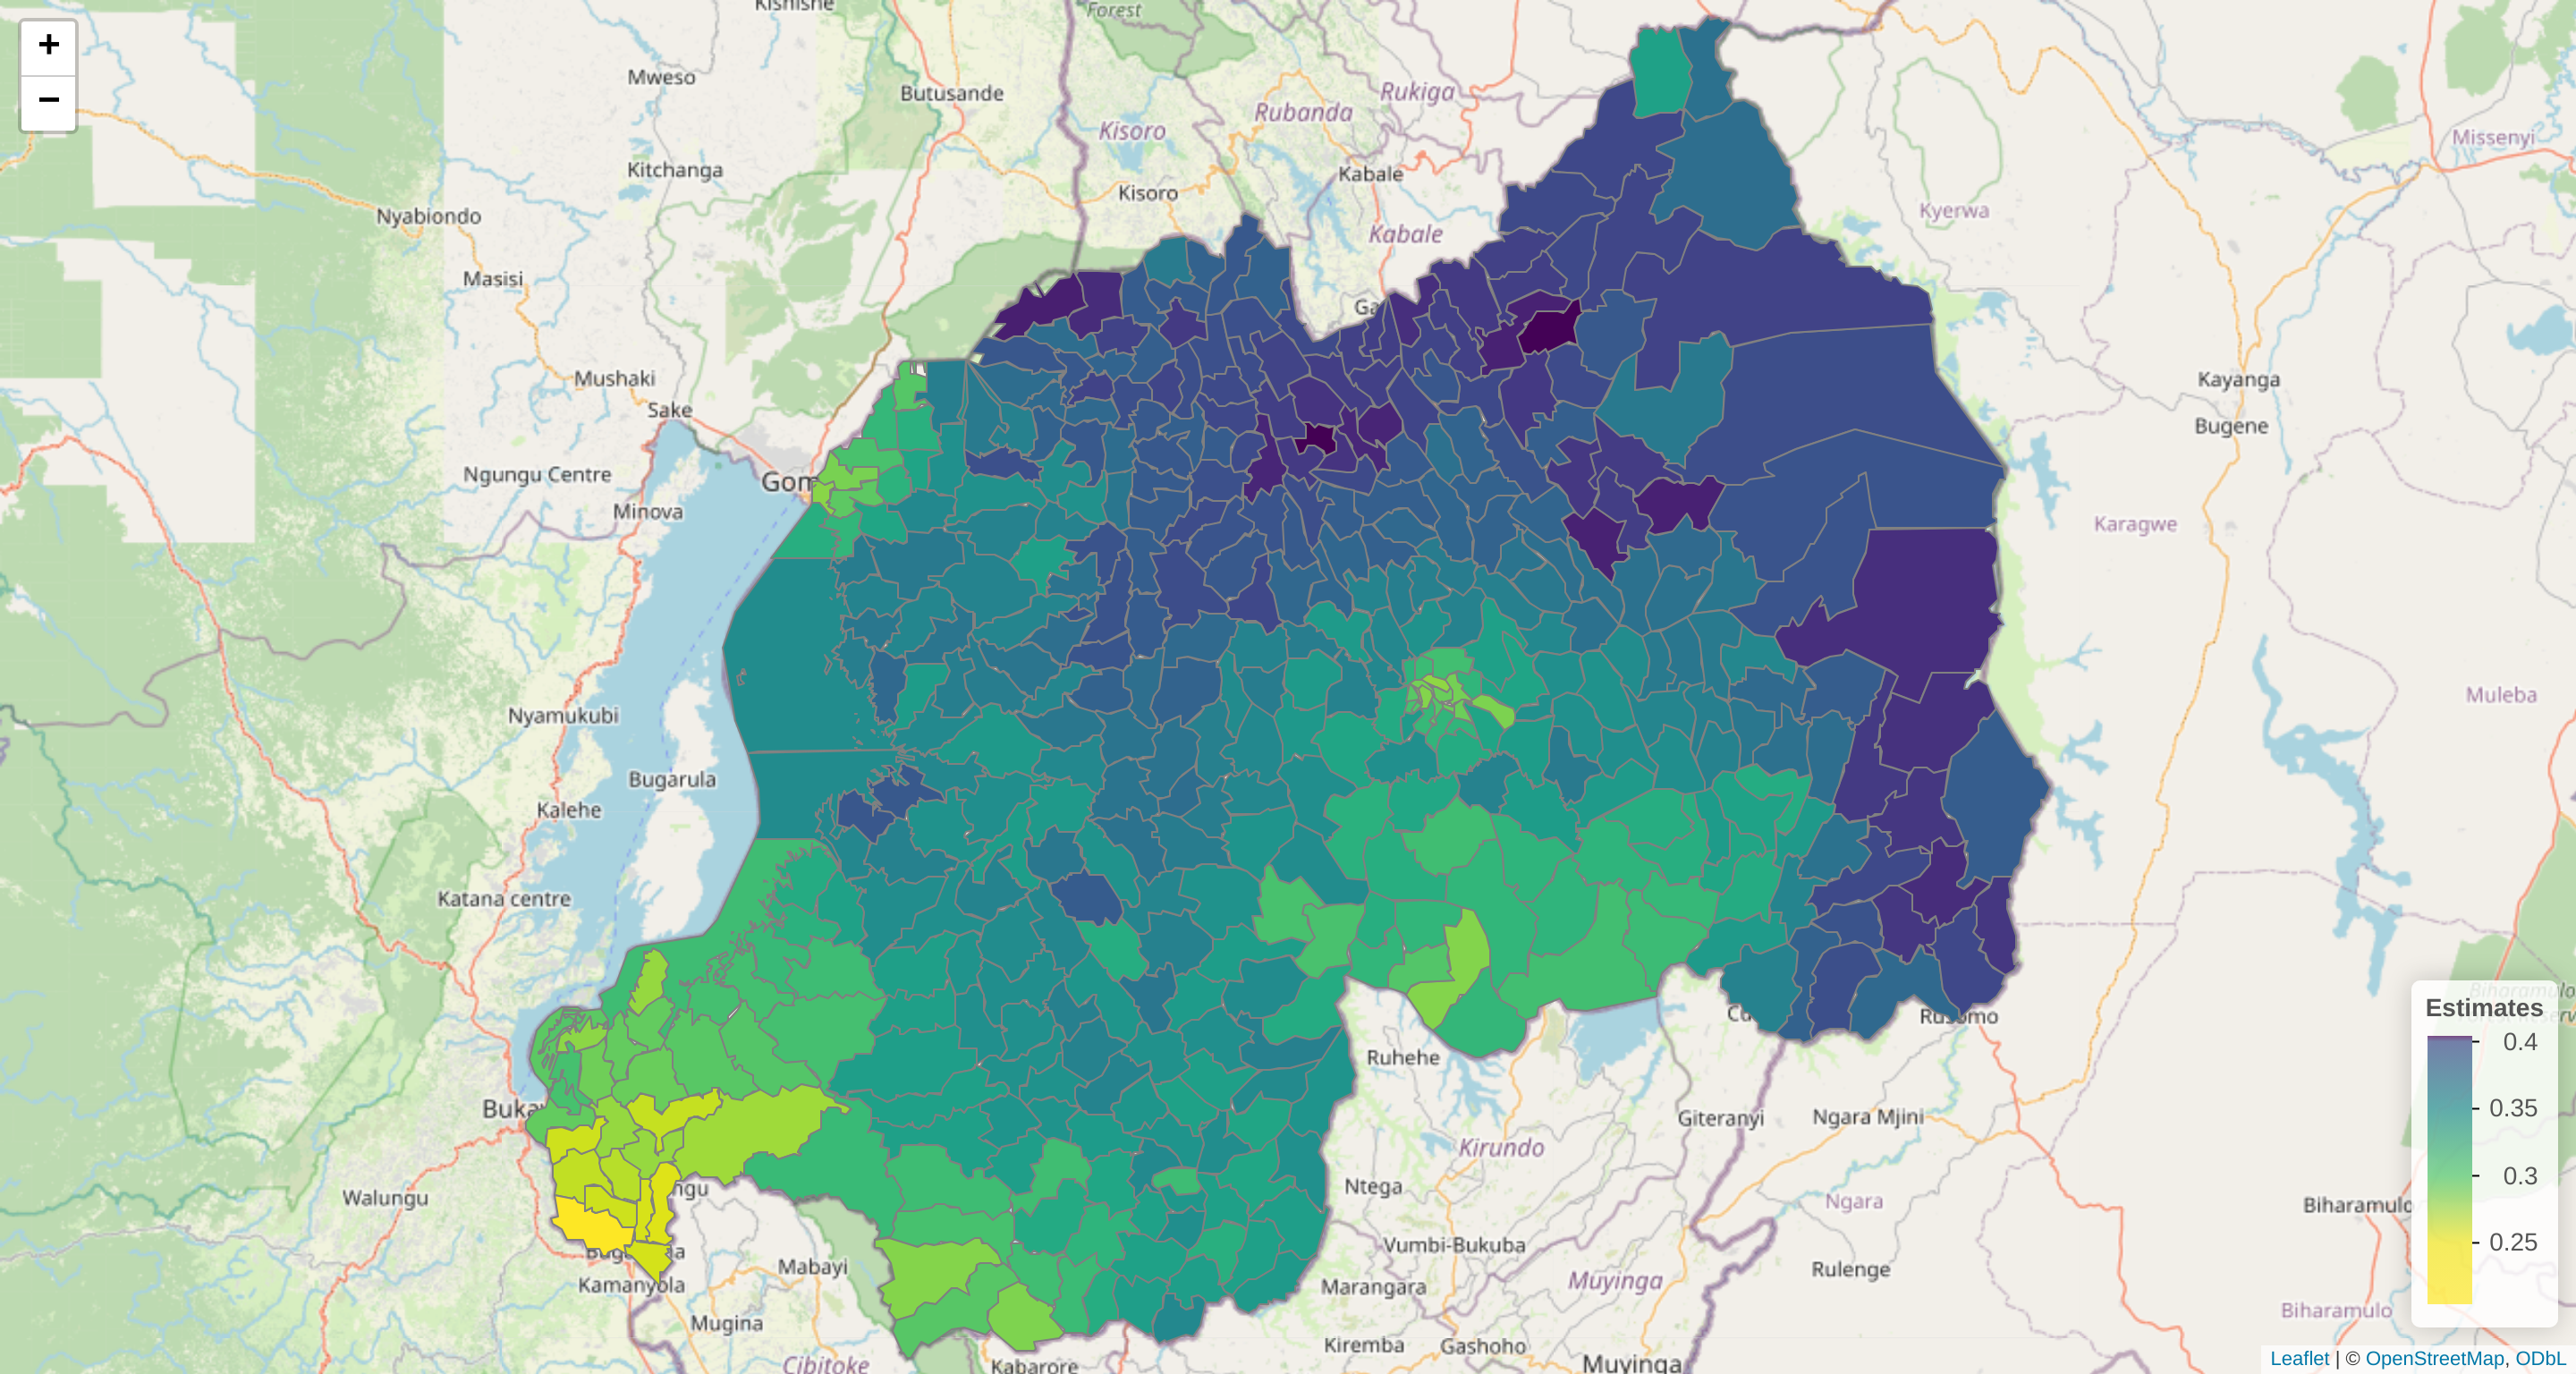 +
−
Kishishe
Forest
Mweso
Butusande
Rukiga
Rubanda
Kisoro
Missenyi
Kitchanga
Kabale
Kisoro
Nyabiondo
Kyerwa
Kabale
Masisi
Ga
Mushaki
Kayanga
Sake
Bugene
Ngungu Centre
Gom
Minova
Karagwe
Muleba
Nyamukubi
Bugarula
Kalehe
Katana centre
Biharamulo
Cu
Rusumo
Ruhehe
Buka
Giteranyi
Ngara Mjini
Kirundo
Walungu
ngu
Ntega
Ngara
Biharamulo
Vumbi-Bukuba
Mabayi
Rulenge
Kamanyola
Marangara
Muyinga
Biharamulo
Mugina
Kiremba
Gashoho
Muyinga
Cibitoke
Kabarore
Estimates
0.4
0.35
0.3
0.25
Leaflet | © OpenStreetMap, ODbL